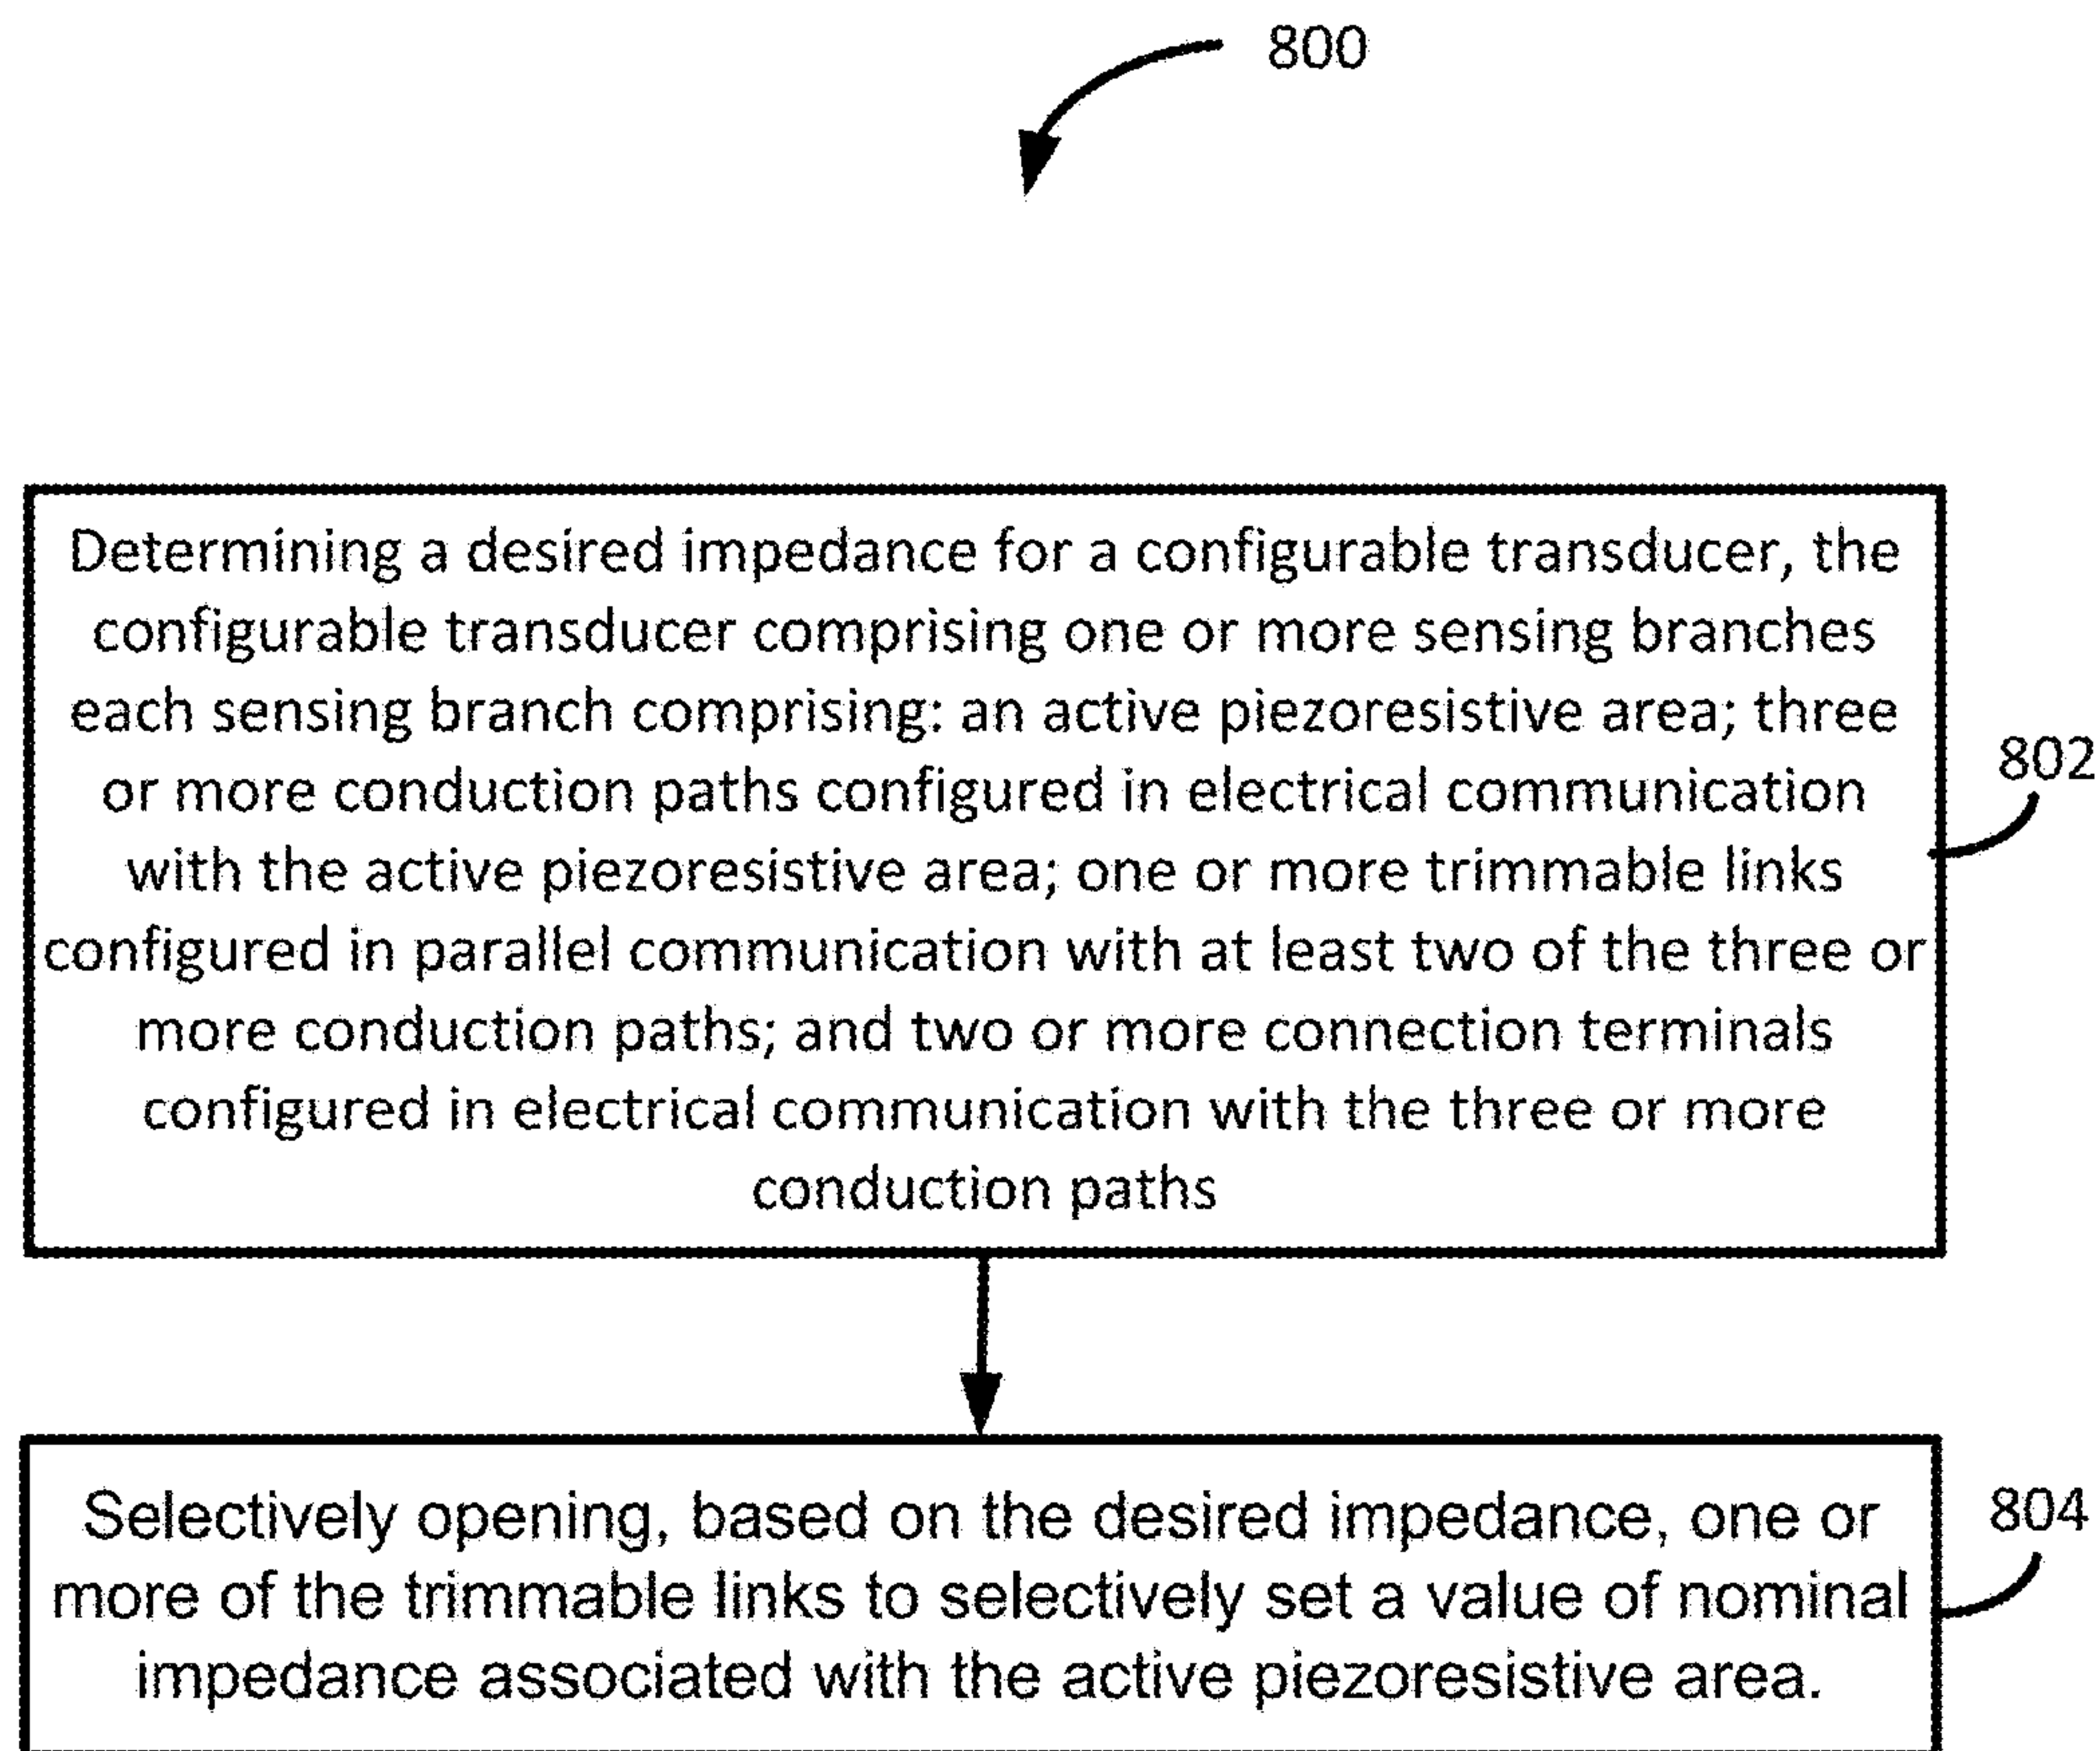 800
Determining a desired impedance for a configurable transducer, the
configurable transducer comprising one or more sensing branches
each sensing branch comprising: an active piezoresistive area; three
or more conduction paths configured in electrical communication
with the active piezoresistive area; one or more trimmable links
configured in parallel communication with at least two of the three or
more conduction paths; and two or more connection terminals
configured in electrical communication with the three or more
conduction paths
802
Selectively opening, based on the desired impedance, one or
more of the trimmable links to selectively set a value of nominal
impedance associated with the active piezoresistive area.
804